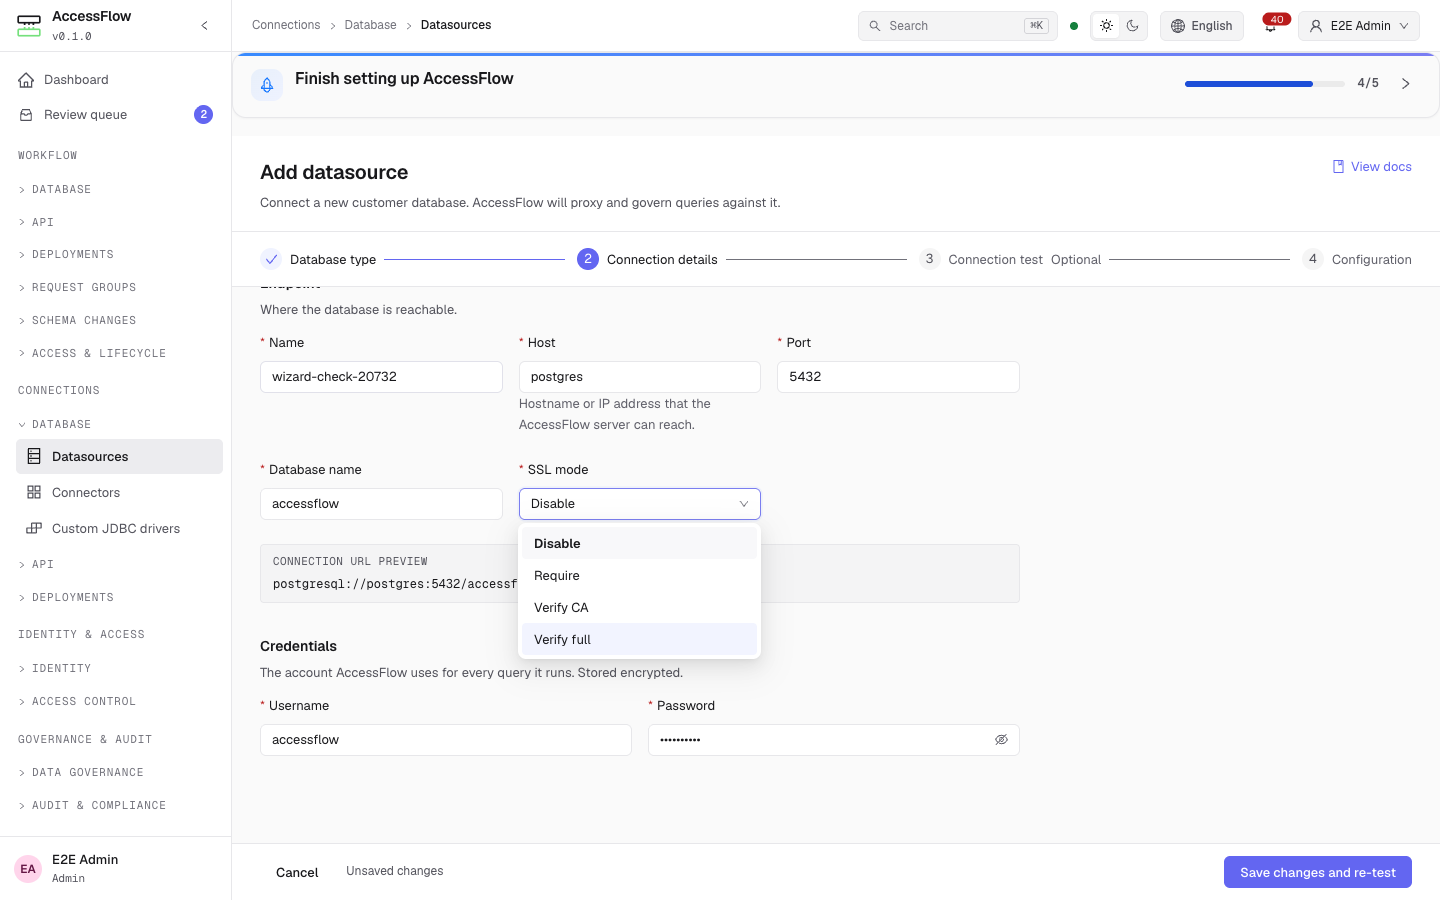 AccessFlow
v0.1.0
Dashboard
Review queue
2
WORKFLOW
DATABASE
API
DEPLOYMENTS
REQUEST GROUPS
SCHEMA CHANGES
ACCESS & LIFECYCLE
CONNECTIONS
DATABASE
Datasources
Connectors
Custom JDBC drivers
API
DEPLOYMENTS
IDENTITY & ACCESS
IDENTITY
ACCESS CONTROL
GOVERNANCE & AUDIT
DATA GOVERNANCE
AUDIT & COMPLIANCE
EA
E2E Admin
Admin
Connections > Database > Datasources
Search
⌘K
English
40
E2E Admin
Finish setting up AccessFlow
4/5
Add datasource
View docs
Connect a new customer database. AccessFlow will proxy and govern queries against it.
Database type
2 Connection details
3 Connection test Optional
4 Configuration
Endpoint
Where the database is reachable.
* Name
* Host
* Port
wizard-check-20732
postgres
5432
Hostname or IP address that the
AccessFlow server can reach.
* Database name
* SSL mode
accessflow
Disable
Disable
Require
Verify CA
Verify full
CONNECTION URL PREVIEW
postgresql://postgres:5432/accessf
Credentials
The account AccessFlow uses for every query it runs. Stored encrypted.
* Username
* Password
accessflow
••••••••••
Cancel
Unsaved changes
Save changes and re-test